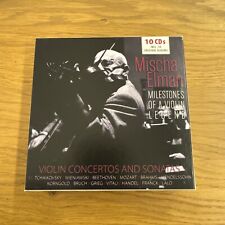 10 CDs
Mischa
Elman
MILESTONES
OF A VIOLIN
LEGEND
VIOLIN CONCERTOS AND SONATAS
TCHAIKOVSKY WIENIAWSKI BEETHOVEN MOZART BRAHMS MENDELSSOHN
KORNGOLD BRUCH GRIEG VITALI HANDEL FRANCK LALO